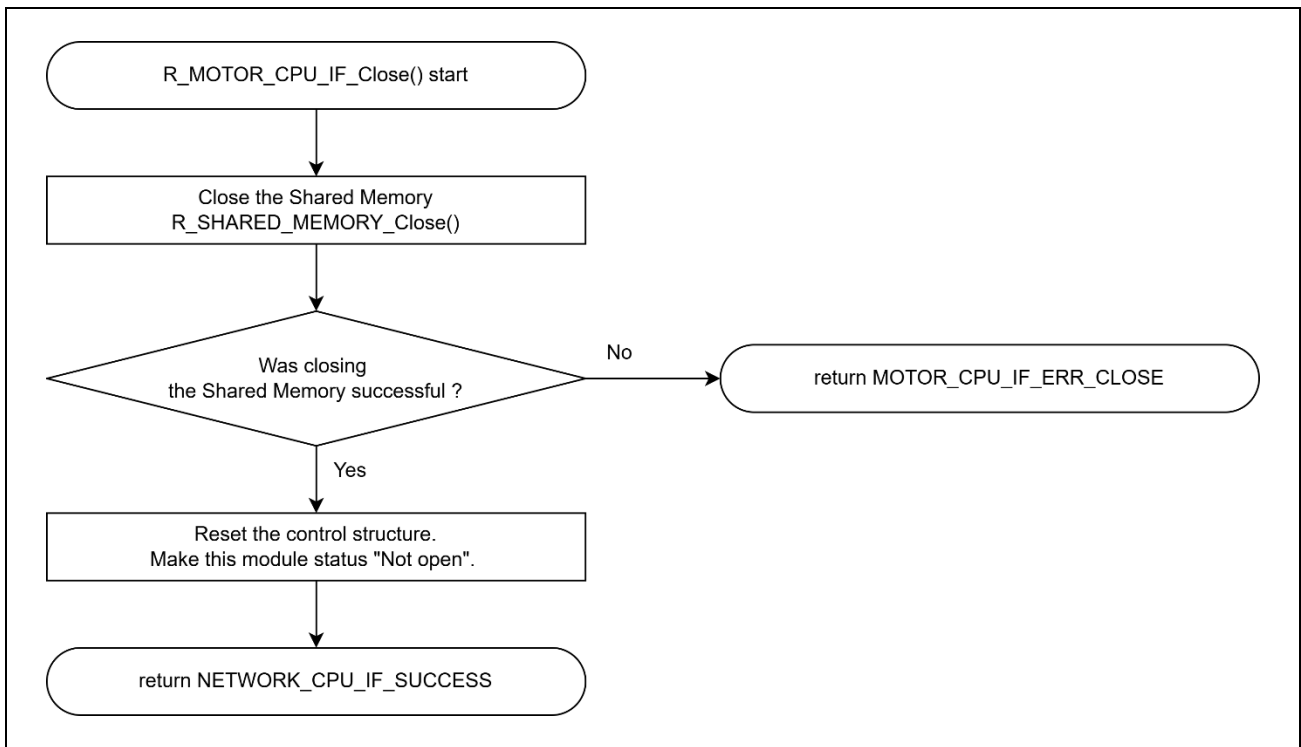 R_MOTOR_CPU_IF_Close() start
Close the Shared Memory
R_SHARED_MEMORY_Close()
Was closing
the Shared Memory successful ?
No
return MOTOR_CPU_IF_ERR_CLOSE
Yes
Reset the control structure.
Make this module status "Not open".
return NETWORK_CPU_IF_SUCCESS